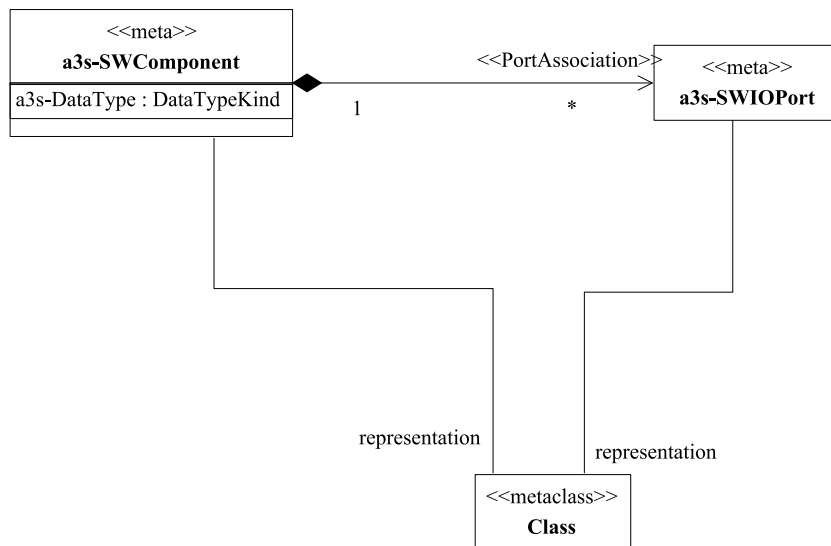 <<meta>>
a3s-SWComponent
a3s-DataType : DataTypeKind
<<PortAssociation>>
1
*
<<meta>>
a3s-SWIOPort
representation
representation
<<metaclass>>
Class